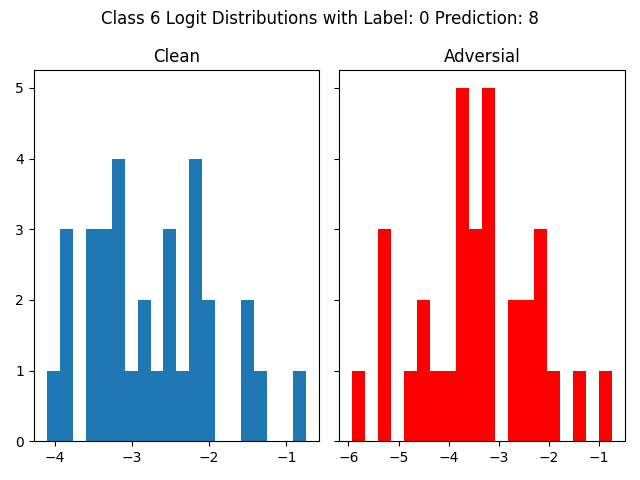 Class 6 Logit Distributions with Label: 0 Prediction: 8
Clean
Adversial
5
4
3
2
1
0
−4 −3 −2 −1
−6 −5 −4 −3 −2 −1